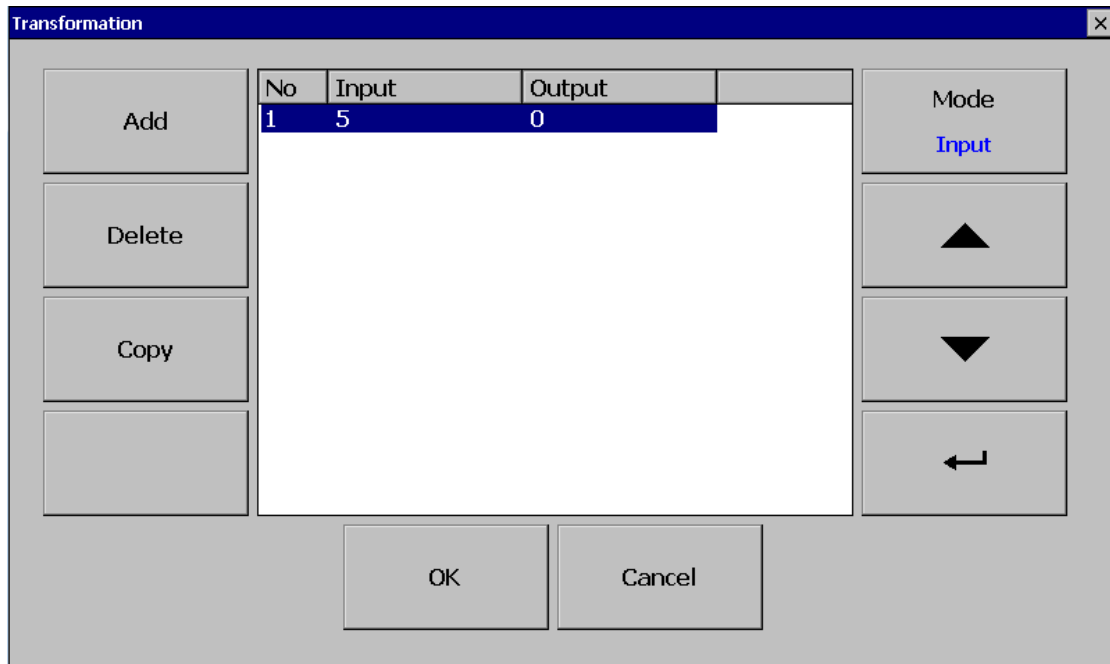 Transformation
Add
Delete
Copy
No Input Output
1 5 0
Mode
Input
OK Cancel